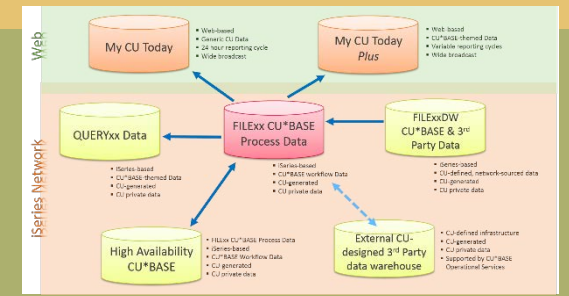 Web
My CU Today
▪ Web-based
▪ Generic CU Data
▪ 24 hour reporting cycle
▪ Wide broadcast
My CU Today
Plus
▪ Web-based
▪ CU*BASE-themed Data
▪ Variable reporting cycles
▪ Wide broadcast
iSeries Network
QUERYxx Data
▪ iSeries-based
▪ CU*BASE-themed Data
▪ CU-generated
▪ CU private data
FILExx CU*BASE
Process Data
▪ iSeries-based
▪ CU*BASE workflow Data
▪ CU-generated
▪ CU private data
FILExxDW
CU*BASE & 3rd
Party Data
▪ iSeries-based
▪ CU-defined, network-sourced data
▪ CU-generated
▪ CU private data
High Availability
CU*BASE
▪ FILExx CU*BASE Process Data
▪ iSeries-based
▪ CU*BASE Workflow Data
▪ CU-generated
▪ CU private data
External CU-
designed 3rd Party
data warehouse
▪ CU-defined infrastructure
▪ CU-generated
▪ CU private data
▪ Supported by CU*BASE
Operational Services